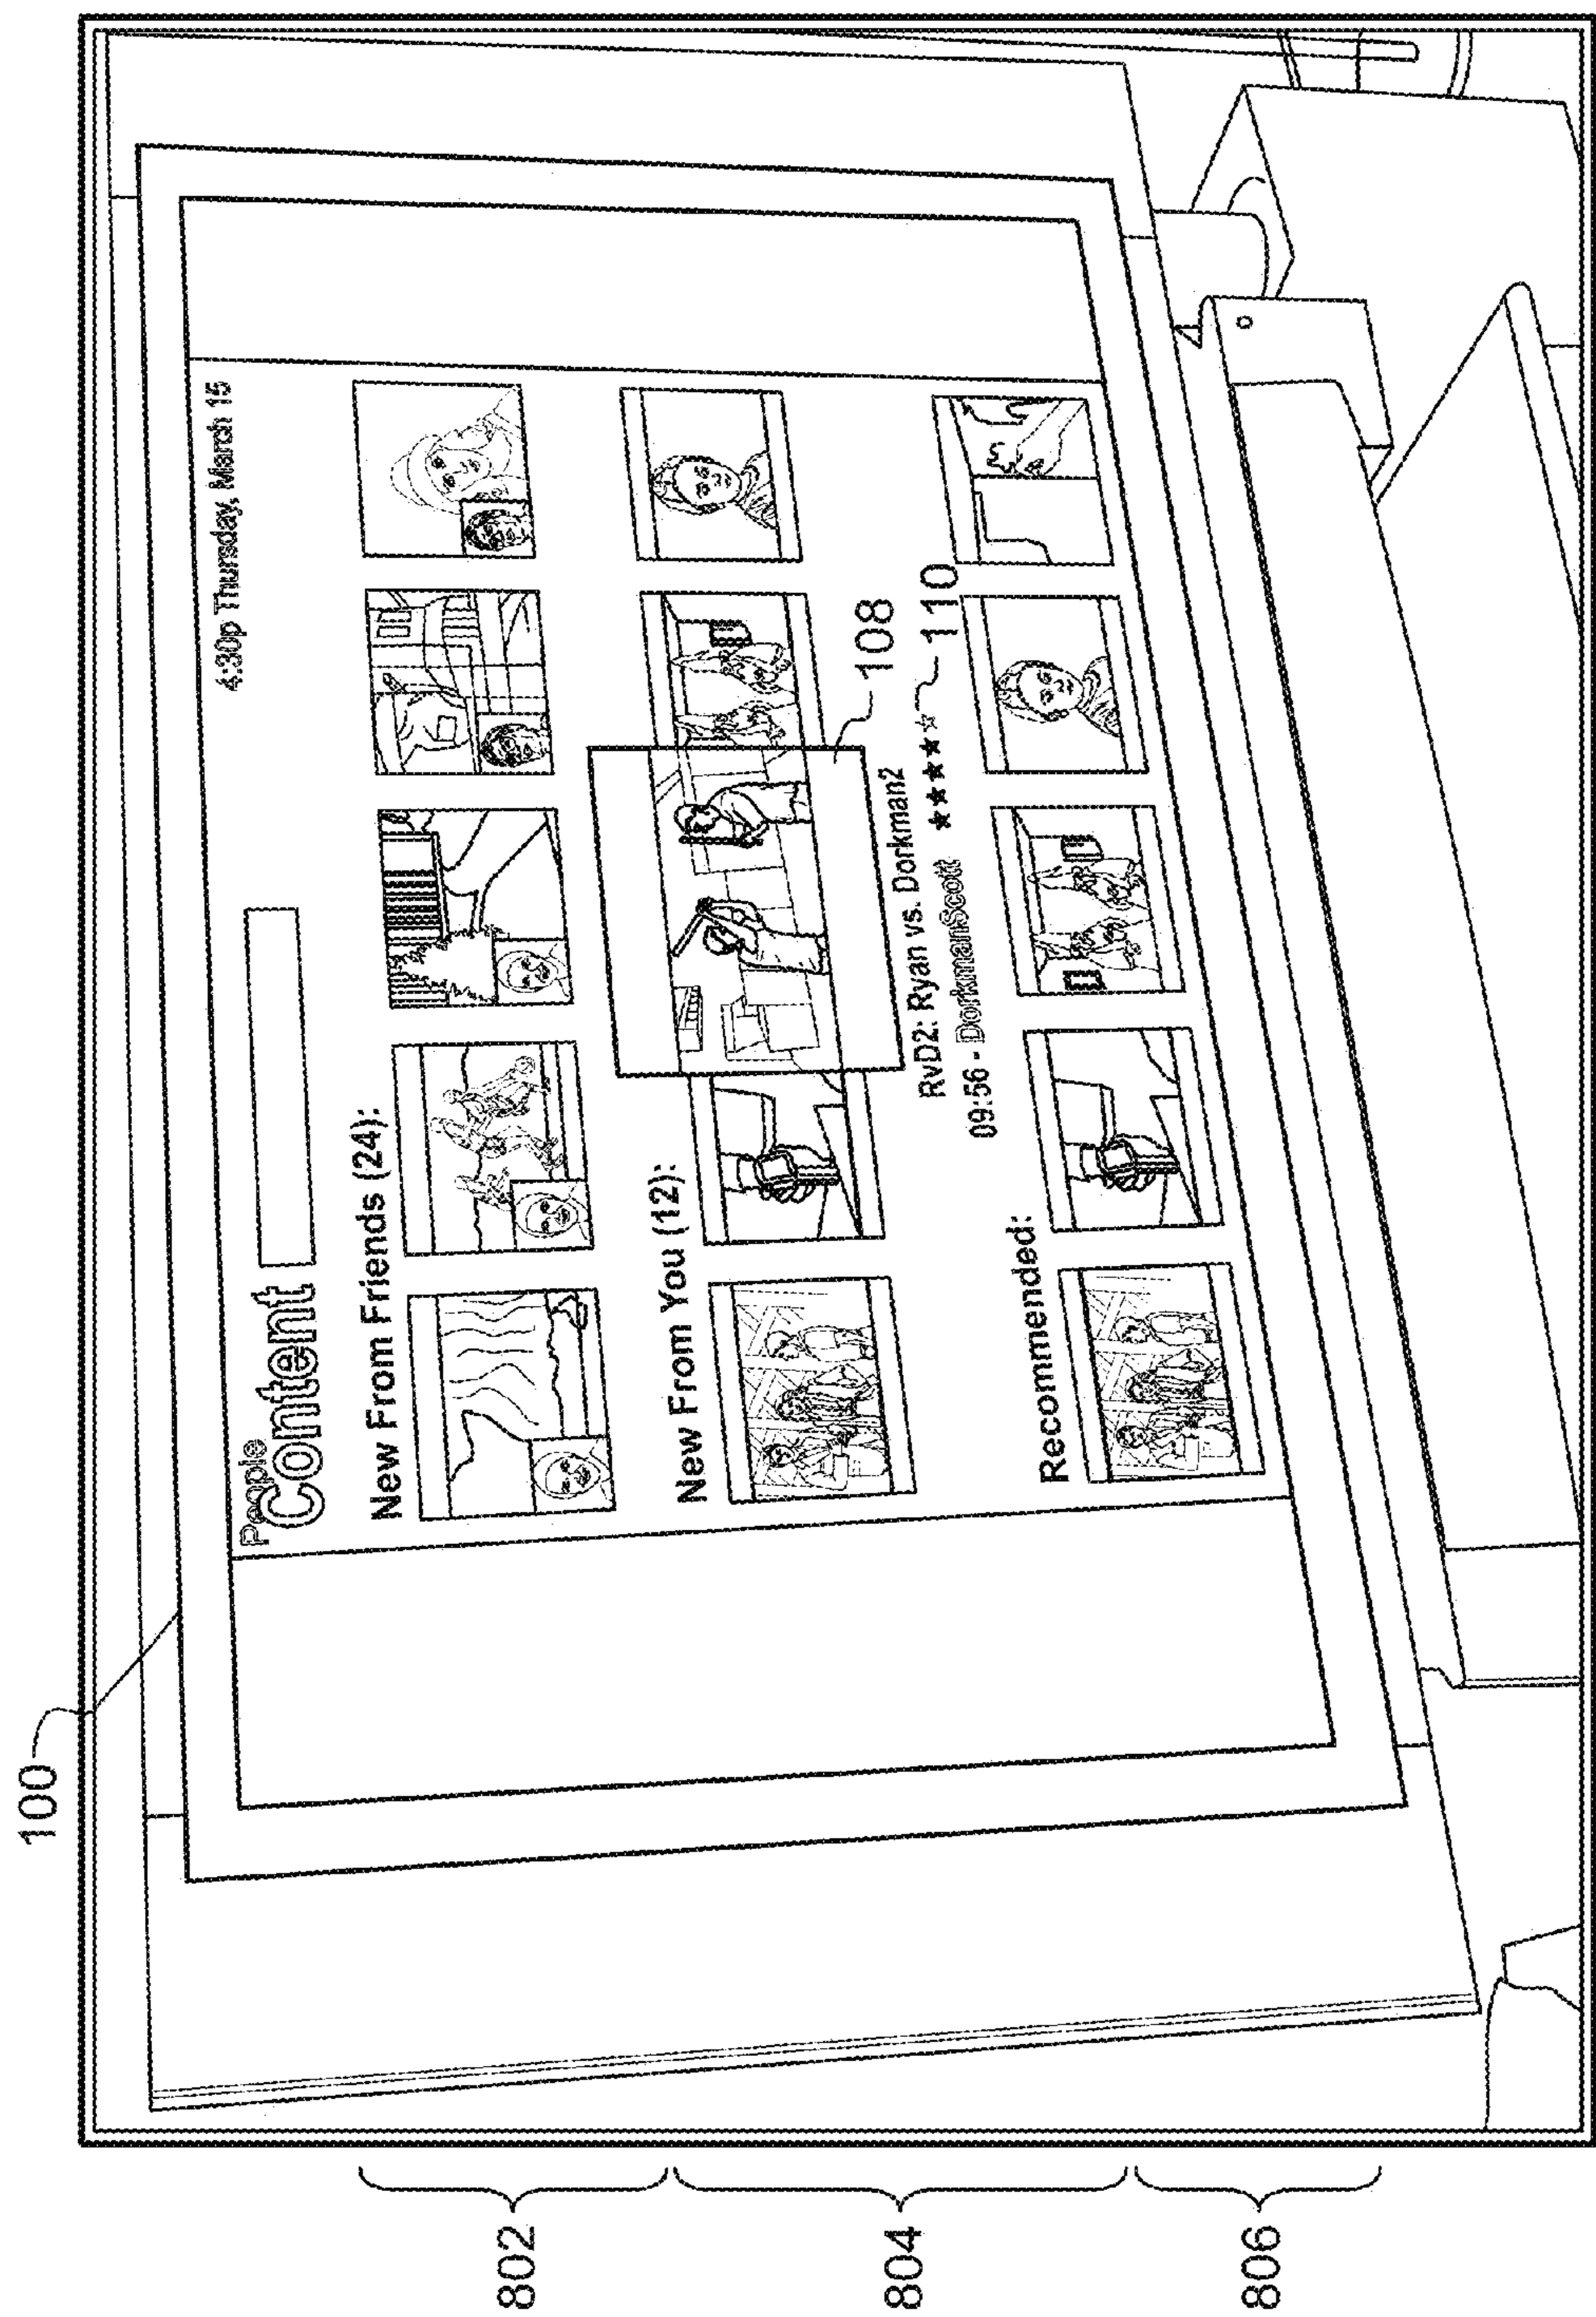 100
People
Content
4:30p Thursday, March 15
New From Friends (24):
802
New From You (12):
804
108
RvD2: Ryan vs. Dorkman2
09:56 - DorkmanScott ★★★★☆
110
Recommended:
806